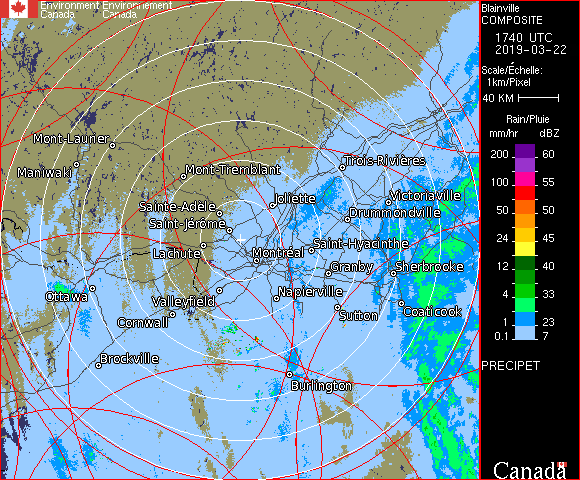 Environment Environnement
Canada Canada
Blainville
COMPOSITE
1740 UTC
2019-03-22
Scale/Échelle:
1km/Pixel
40 KM
Rain/Pluie
mm/hr dBZ
200 60
100 55
50 50
24 45
12 40
4 33
1 23
0.1 7
PRECIPET
Canada
Mont-Laurier
Maniwaki
Mont-Tremblant
Trois-Rivières
Sainte-Adèle
Joliette
Victoriaville
Saint-Jérôme
Drummondville
Lachute
Montréal
Saint-Hyacinthe
Granby
Sherbrooke
Ottawa
Valleyfield
Napierville
Cornwall
Sutton
Coaticook
Brockville
Burlington